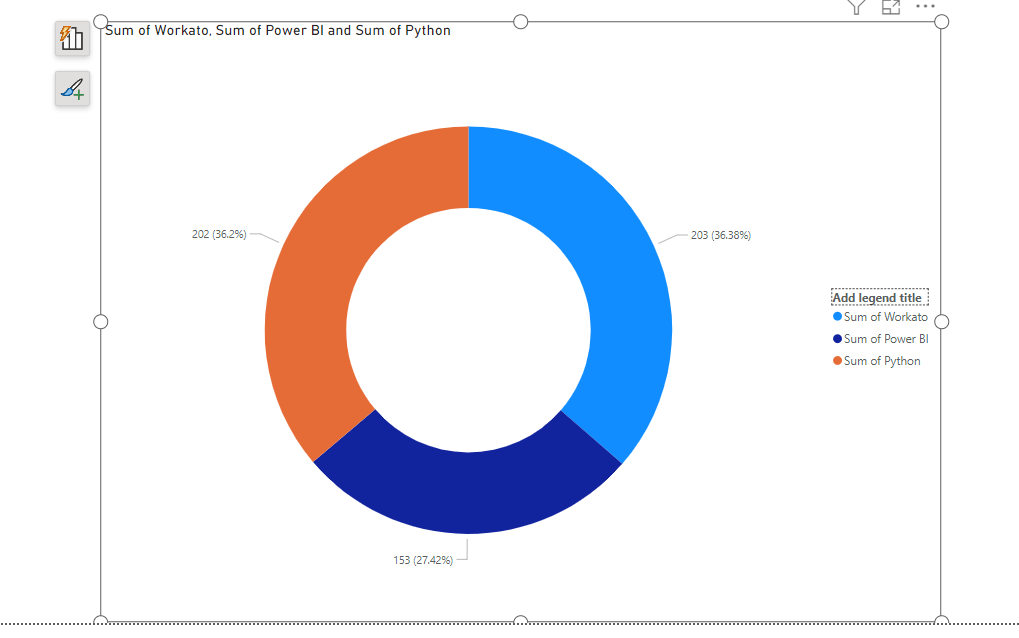 Sum of Workato, Sum of Power BI and Sum of Python
202 (36.2%)
203 (36.38%)
Add legend title
Sum of Workato
Sum of Power BI
Sum of Python
153 (27.42%)